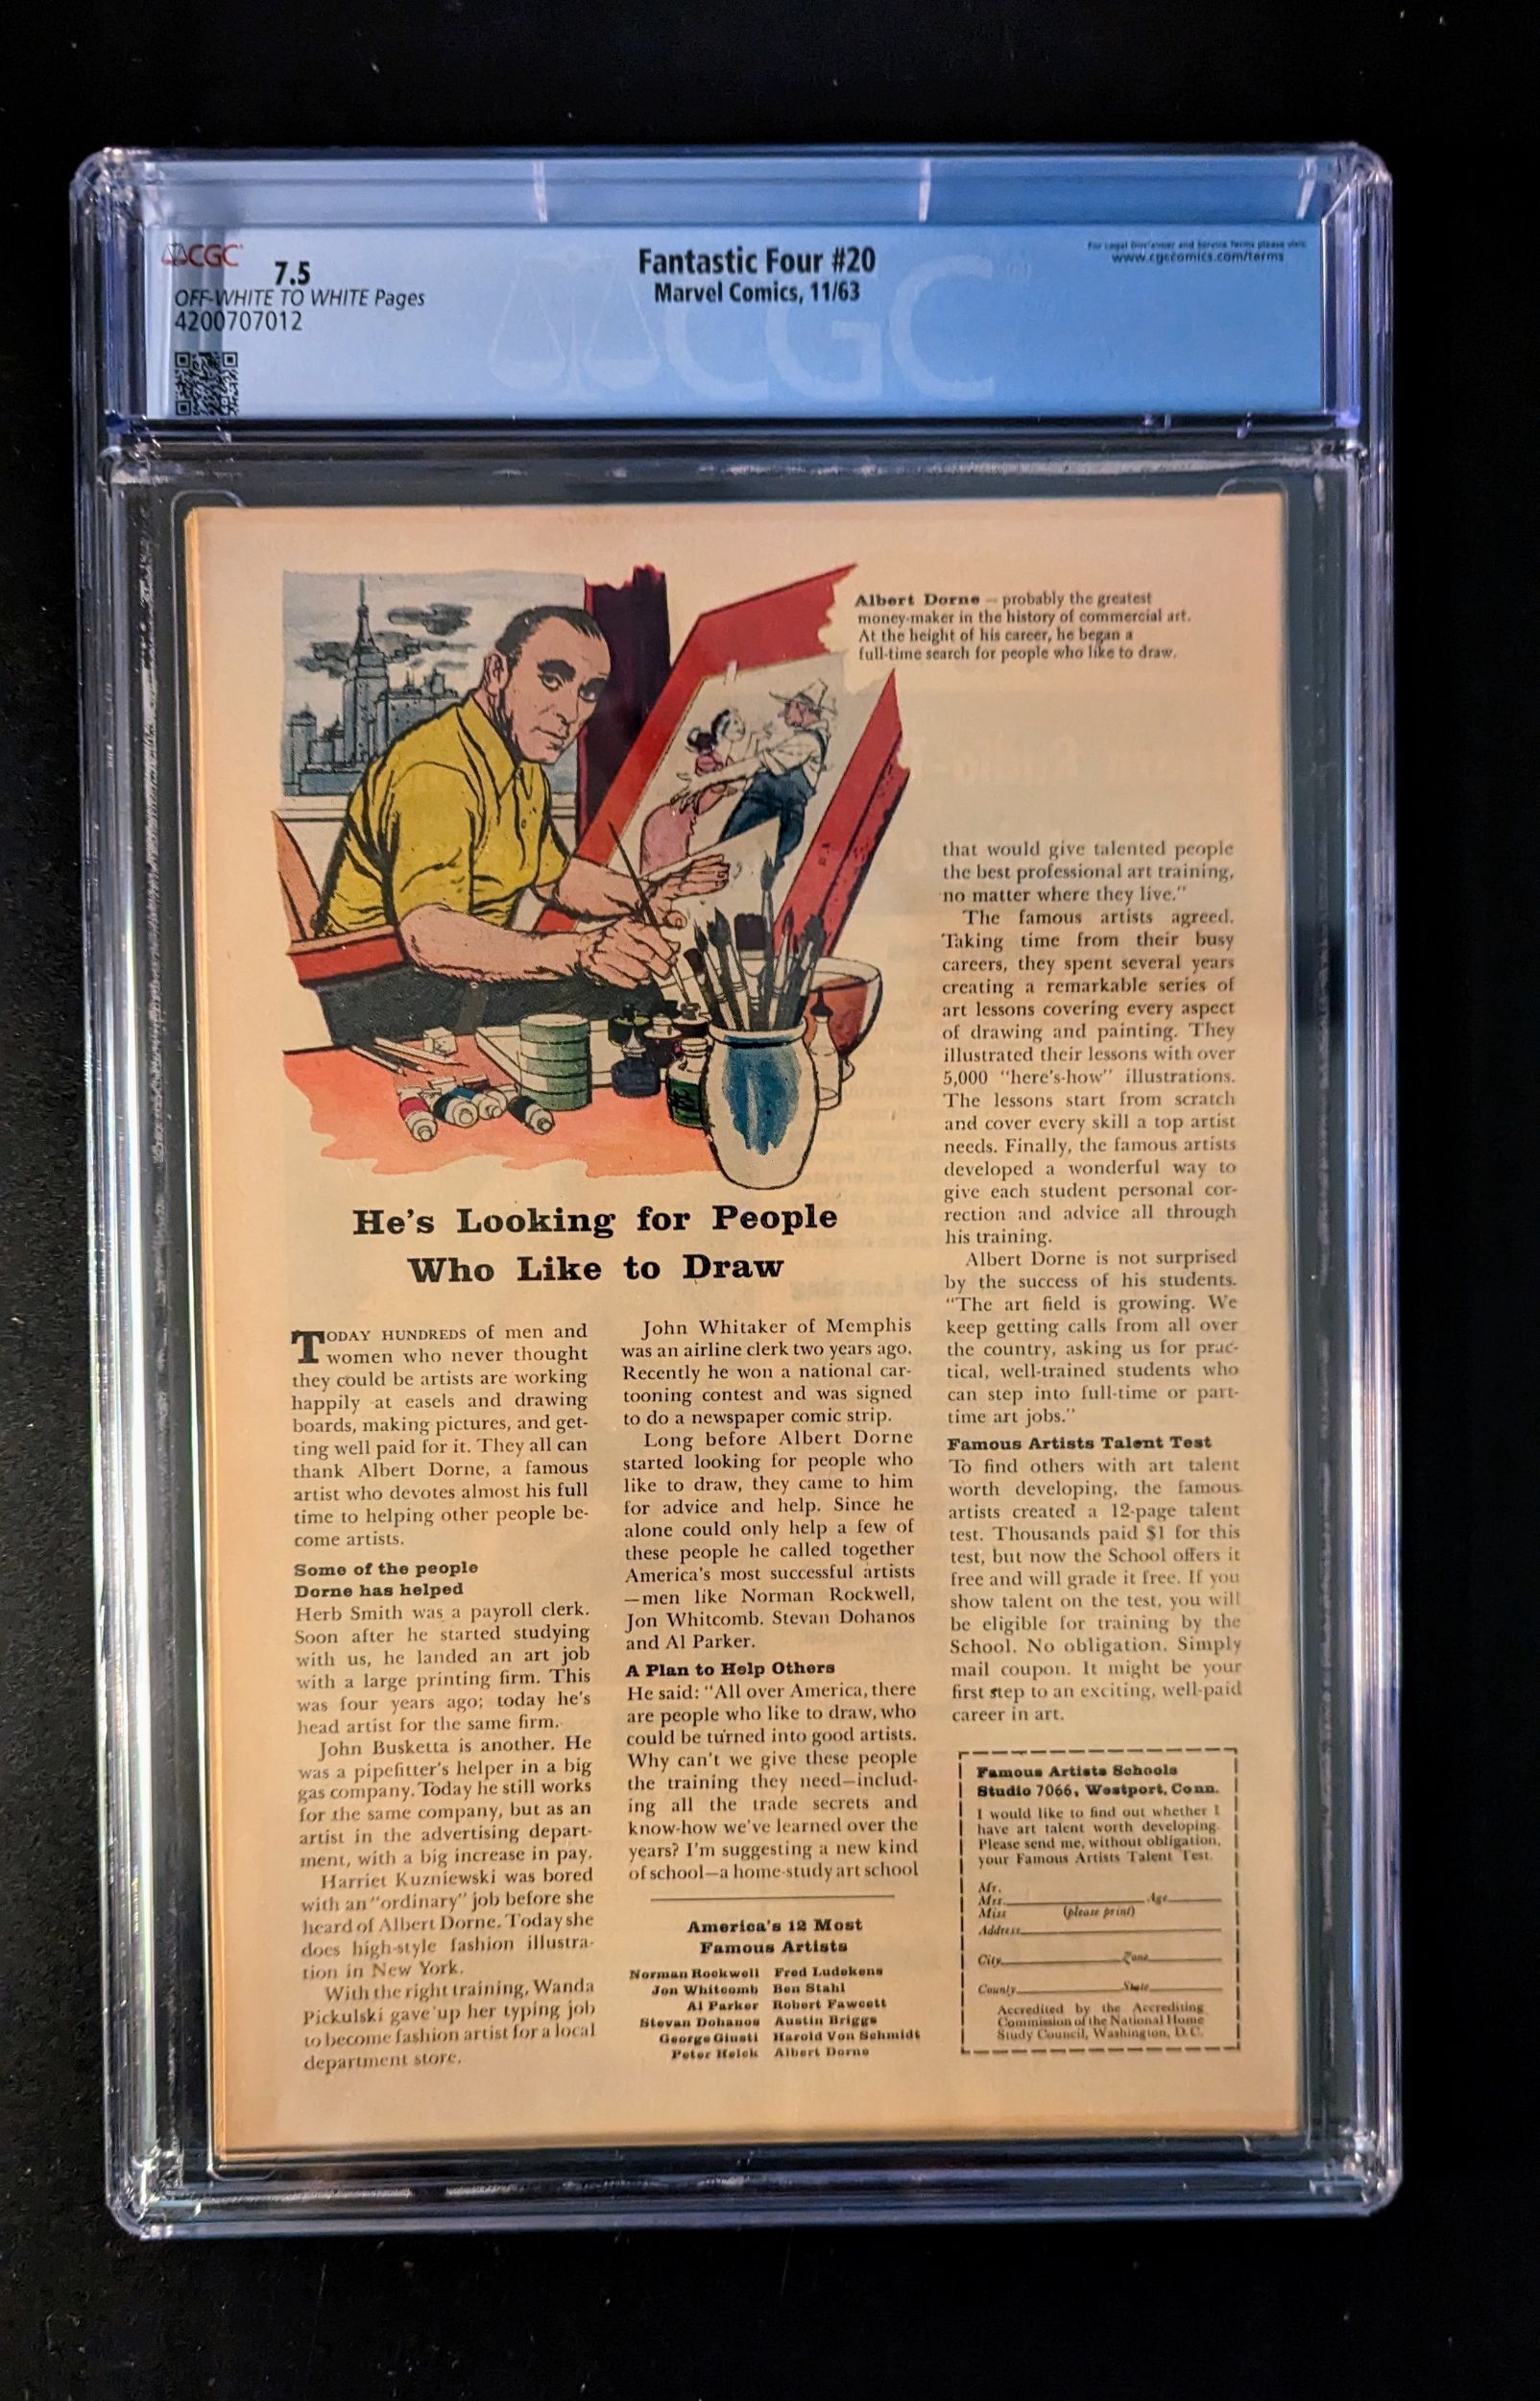 CGC
7.5
OFF-WHITE TO WHITE Pages
4200707012
Fantastic Four #20
Marvel Comics, 11/63
For Legal Disclaimer and Service Terms please visit:
www.cgccomics.com/terms
CGC
Albert Dorne — probably the greatest
money-maker in the history of commercial art.
At the height of his career, he began a
full-time search for people who like to draw.
He's Looking for People
Who Like to Draw
TODAY HUNDREDS of men and
women who never thought
they could be artists are working
happily at easels and drawing
boards, making pictures, and get-
ting well paid for it. They all can
thank Albert Dorne, a famous
artist who devotes almost his full
time to helping other people be-
come artists.
Some of the people
Dorne has helped
Herb Smith was a payroll clerk.
Soon after he started studying
with us, he landed an art job
with a large printing firm. This
was four years ago; today he's
head artist for the same firm.
John Busketta is another. He
was a pipefitter's helper in a big
gas company. Today he still works
for the same company, but as an
artist in the advertising depart-
ment, with a big increase in pay.
Harriet Kuzniewski was bored
with an "ordinary" job before she
heard of Albert Dorne. Today she
does high-style fashion illustra-
tion in New York.
With the right training, Wanda
Pickulski gave up her typing job
to become fashion artist for a local
department store.
John Whitaker of Memphis
was an airline clerk two years ago.
Recently he won a national car-
tooning contest and was signed
to do a newspaper comic strip.
Long before Albert Dorne
started looking for people who
like to draw, they came to him
for advice and help. Since he
alone could only help a few of
these people he called together
America's most successful artists
—men like Norman Rockwell,
Jon Whitcomb. Stevan Dohanos
and Al Parker.
A Plan to Help Others
He said: "All over America, there
are people who like to draw, who
could be turned into good artists.
Why can't we give these people
the training they need—includ-
ing all the trade secrets and
know-how we've learned over the
years? I'm suggesting a new kind
of school—a home-study art school
that would give talented people
the best professional art training,
no matter where they live."
The famous artists agreed.
Taking time from their busy
careers, they spent several years
creating a remarkable series of
art lessons covering every aspect
of drawing and painting. They
illustrated their lessons with over
5,000 "here's-how" illustrations.
The lessons start from scratch
and cover every skill a top artist
needs. Finally, the famous artists
developed a wonderful way to
give each student personal cor-
rection and advice all through
his training.
Albert Dorne is not surprised
by the success of his students.
"The art field is growing. We
keep getting calls from all over
the country, asking us for prac-
tical, well-trained students who
can step into full-time or part-
time art jobs."
Famous Artists Talent Test
To find others with art talent
worth developing, the famous
artists created a 12-page talent
test. Thousands paid $1 for this
test, but now the School offers it
free and will grade it free. If you
show talent on the test, you will
be eligible for training by the
School. No obligation. Simply
mail coupon. It might be your
first step to an exciting, well-paid
career in art.
America's 12 Most
Famous Artists
Norman Rockwell Fred Ludekens
Jon Whitcomb Ben Stahl
Al Parker Robert Fawcett
Stevan Dohanos Austin Briggs
George Giusti Harold Von Schmidt
Peter Helck Albert Dorne
Famous Artists Schools
Studio 7066, Westport, Conn.
I would like to find out whether I
have art talent worth developing.
Please send me, without obligation,
your Famous Artists Talent Test.
Mr.
Mrs. Age
Miss (please print)
Address
City Zone
County State
Accredited by the Accrediting
Commission of the National Home
Study Council, Washington, D.C.